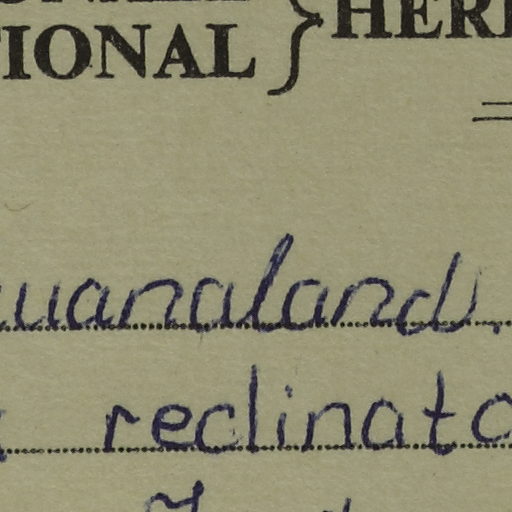 IONAL } HER
uanaland.
reclinata